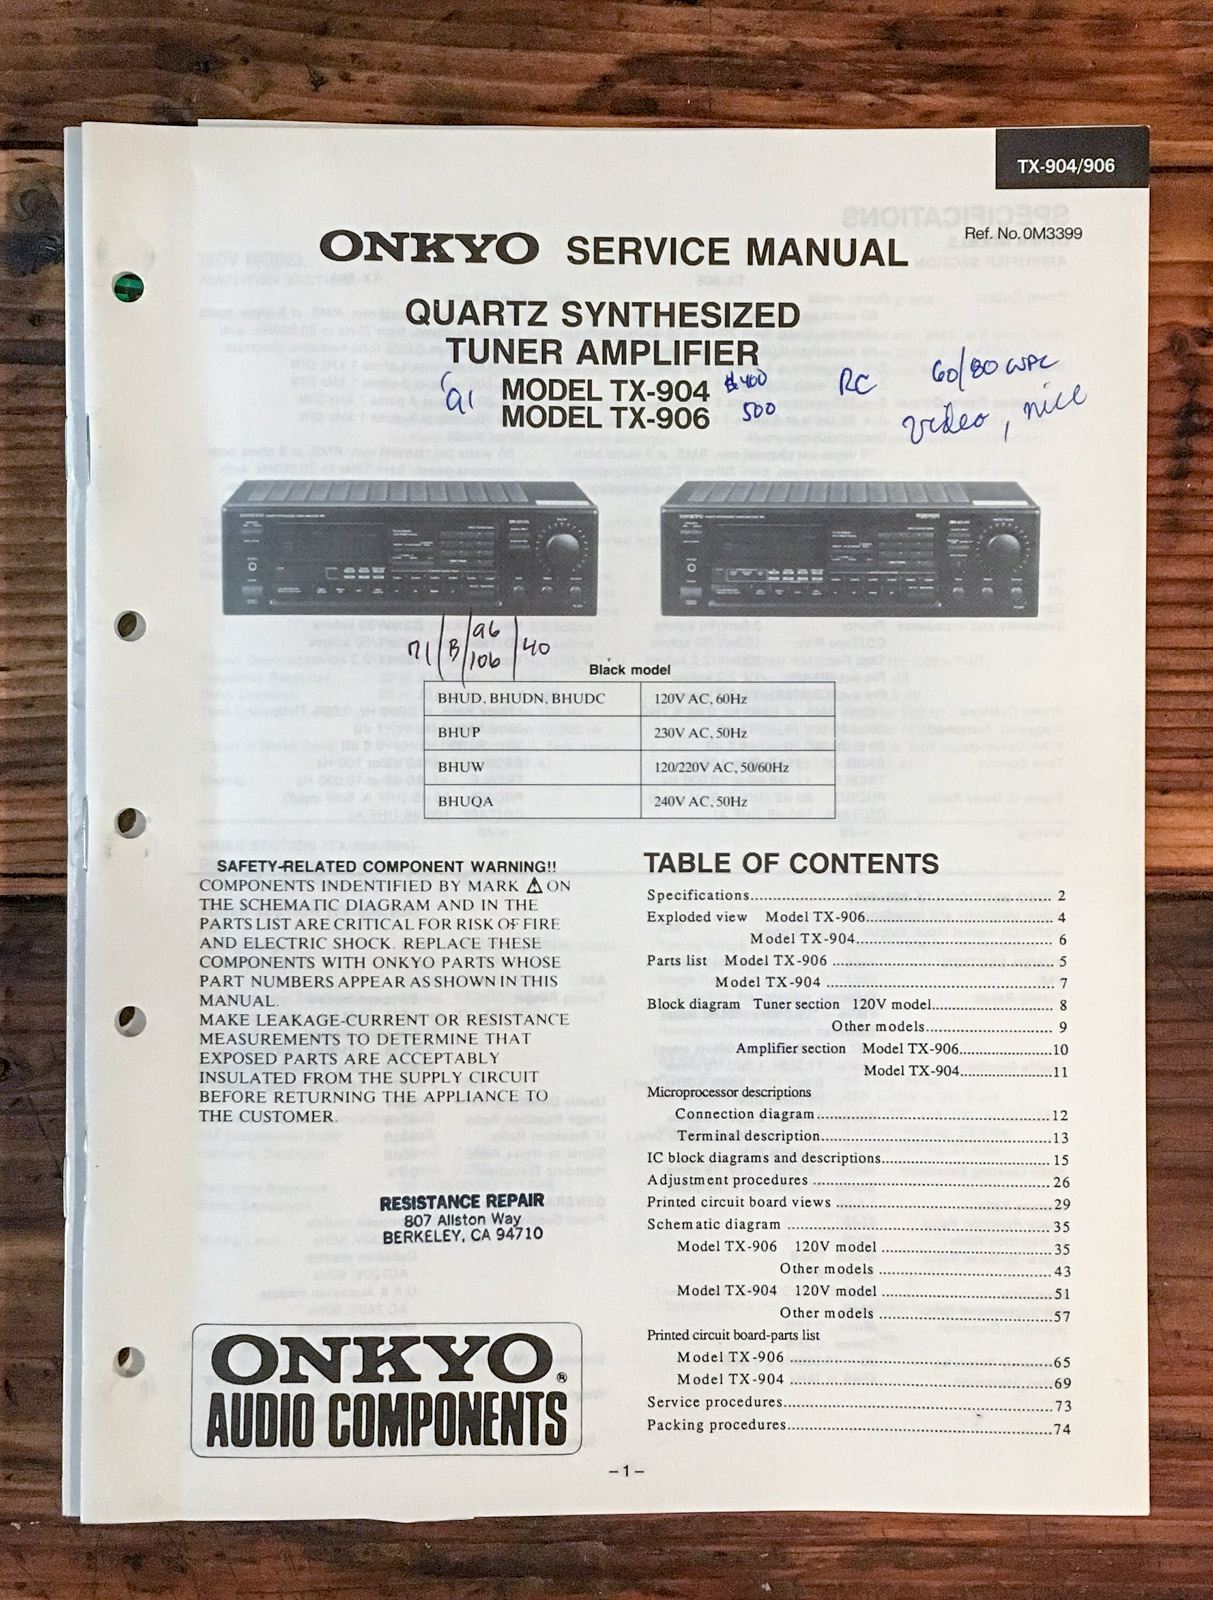 TX-904/906
Ref. No. 0M3399
ONKYO SERVICE MANUAL
QUARTZ SYNTHESIZED
TUNER AMPLIFIER
'91 MODEL TX-904 $400
MODEL TX-906 500
RC
60/80 WPC
video, nice
ONKYO
ONKYO
71/B/96/106/40
Black model
BHUD, BHUDN, BHUDC 120V AC, 60Hz
BHUP 230V AC, 50Hz
BHUW 120/220V AC, 50/60Hz
BHUQA 240V AC, 50Hz
SAFETY-RELATED COMPONENT WARNING!!
COMPONENTS INDENTIFIED BY MARK ⚠ ON
THE SCHEMATIC DIAGRAM AND IN THE
PARTS LIST ARE CRITICAL FOR RISK OF FIRE
AND ELECTRIC SHOCK. REPLACE THESE
COMPONENTS WITH ONKYO PARTS WHOSE
PART NUMBERS APPEAR AS SHOWN IN THIS
MANUAL.
MAKE LEAKAGE-CURRENT OR RESISTANCE
MEASUREMENTS TO DETERMINE THAT
EXPOSED PARTS ARE ACCEPTABLY
INSULATED FROM THE SUPPLY CIRCUIT
BEFORE RETURNING THE APPLIANCE TO
THE CUSTOMER.
RESISTANCE REPAIR
807 Allston Way
BERKELEY, CA 94710
ONKYO®
AUDIO COMPONENTS
TABLE OF CONTENTS
Specifications 2
Exploded view Model TX-906 4
Model TX-904 6
Parts list Model TX-906 5
Model TX-904 7
Block diagram Tuner section 120V model 8
Other models 9
Amplifier section Model TX-906 10
Model TX-904 11
Microprocessor descriptions
Connection diagram 12
Terminal description 13
IC block diagrams and descriptions 15
Adjustment procedures 26
Printed circuit board views 29
Schematic diagram 35
Model TX-906 120V model 35
Other models 43
Model TX-904 120V model 51
Other models 57
Printed circuit board-parts list
Model TX-906 65
Model TX-904 69
Service procedures 73
Packing procedures 74
– 1 –